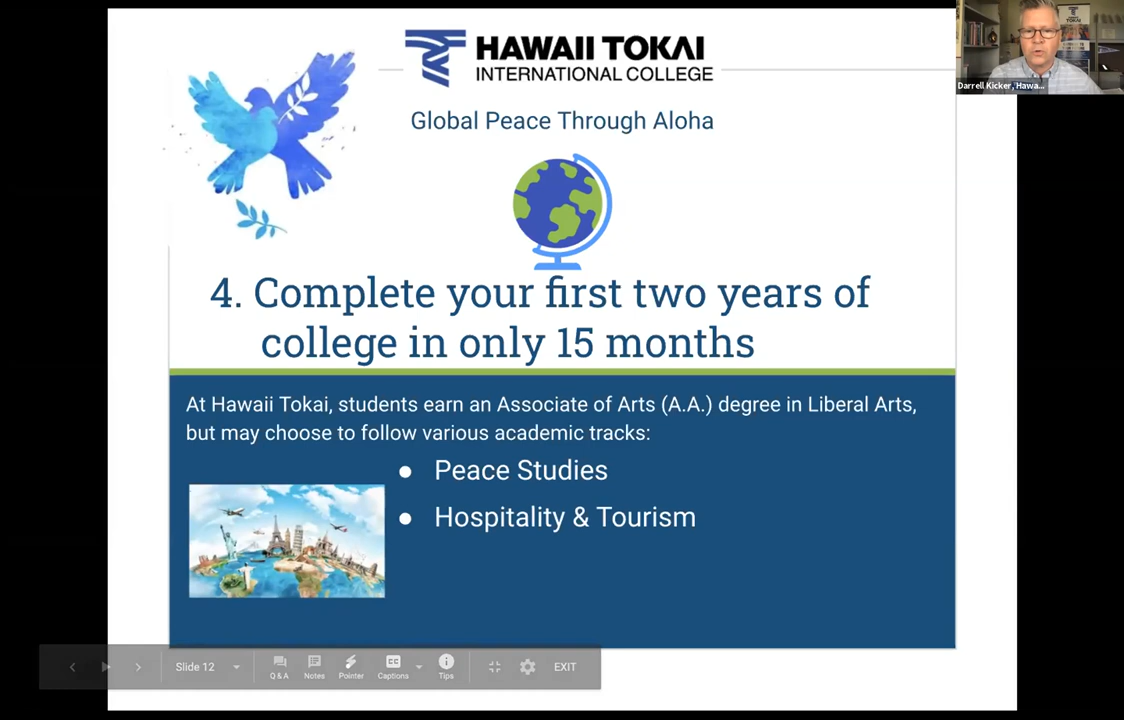 HAWAII TOKAI
INTERNATIONAL COLLEGE
Global Peace Through Aloha
Darrell Kicker, Hawa...
4. Complete your first two years of
college in only 15 months
At Hawaii Tokai, students earn an Associate of Arts (A.A.) degree in Liberal Arts,
but may choose to follow various academic tracks:
● Peace Studies
● Hospitality & Tourism
Slide 12
Q & A
Notes
Pointer
CC
Captions
Tips
EXIT